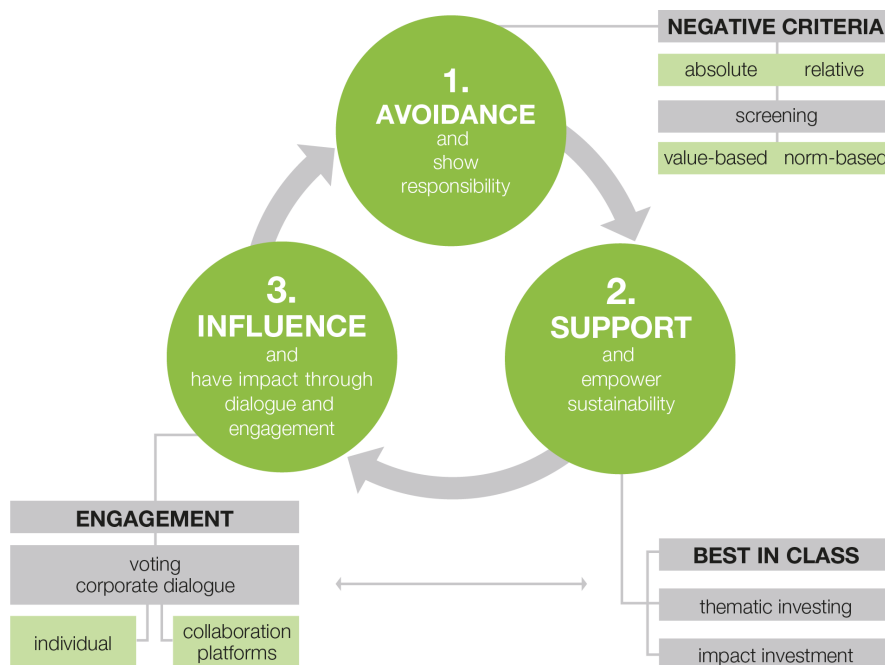 1.
AVOIDANCE
and
show
responsibility
NEGATIVE CRITERIA
absolute relative
screening
value-based norm-based
2.
SUPPORT
and
empower
sustainability
3.
INFLUENCE
and
have impact through
dialogue and
engagement
ENGAGEMENT
voting
corporate dialogue
individual
collaboration
platforms
BEST IN CLASS
thematic investing
impact investment